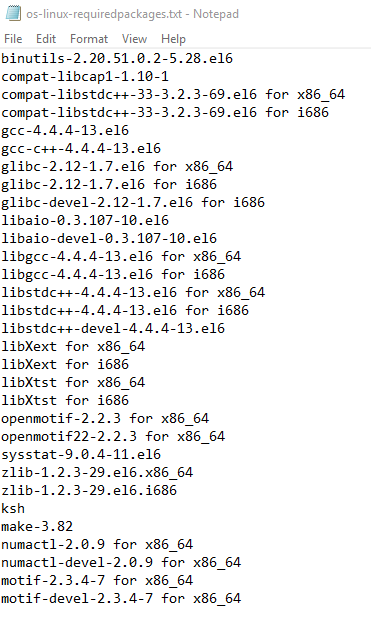 os-linux-requiredpackages.txt - Notepad
File Edit Format View Help
binutils-2.20.51.0.2-5.28.el6
compat-libcap1-1.10-1
compat-libstdc++-33-3.2.3-69.el6 for x86_64
compat-libstdc++-33-3.2.3-69.el6 for i686
gcc-4.4.4-13.el6
gcc-c++-4.4.4-13.el6
glibc-2.12-1.7.el6 for x86_64
glibc-2.12-1.7.el6 for i686
glibc-devel-2.12-1.7.el6 for i686
libaio-0.3.107-10.el6
libaio-devel-0.3.107-10.el6
libgcc-4.4.4-13.el6 for x86_64
libgcc-4.4.4-13.el6 for i686
libstdc++-4.4.4-13.el6 for x86_64
libstdc++-4.4.4-13.el6 for i686
libstdc++-devel-4.4.4-13.el6
libXext for x86_64
libXext for i686
libXtst for x86_64
libXtst for i686
openmotif-2.2.3 for x86_64
openmotif22-2.2.3 for x86_64
sysstat-9.0.4-11.el6
zlib-1.2.3-29.el6.x86_64
zlib-1.2.3-29.el6.i686
ksh
make-3.82
numactl-2.0.9 for x86_64
numactl-devel-2.0.9 for x86_64
motif-2.3.4-7 for x86_64
motif-devel-2.3.4-7 for x86_64